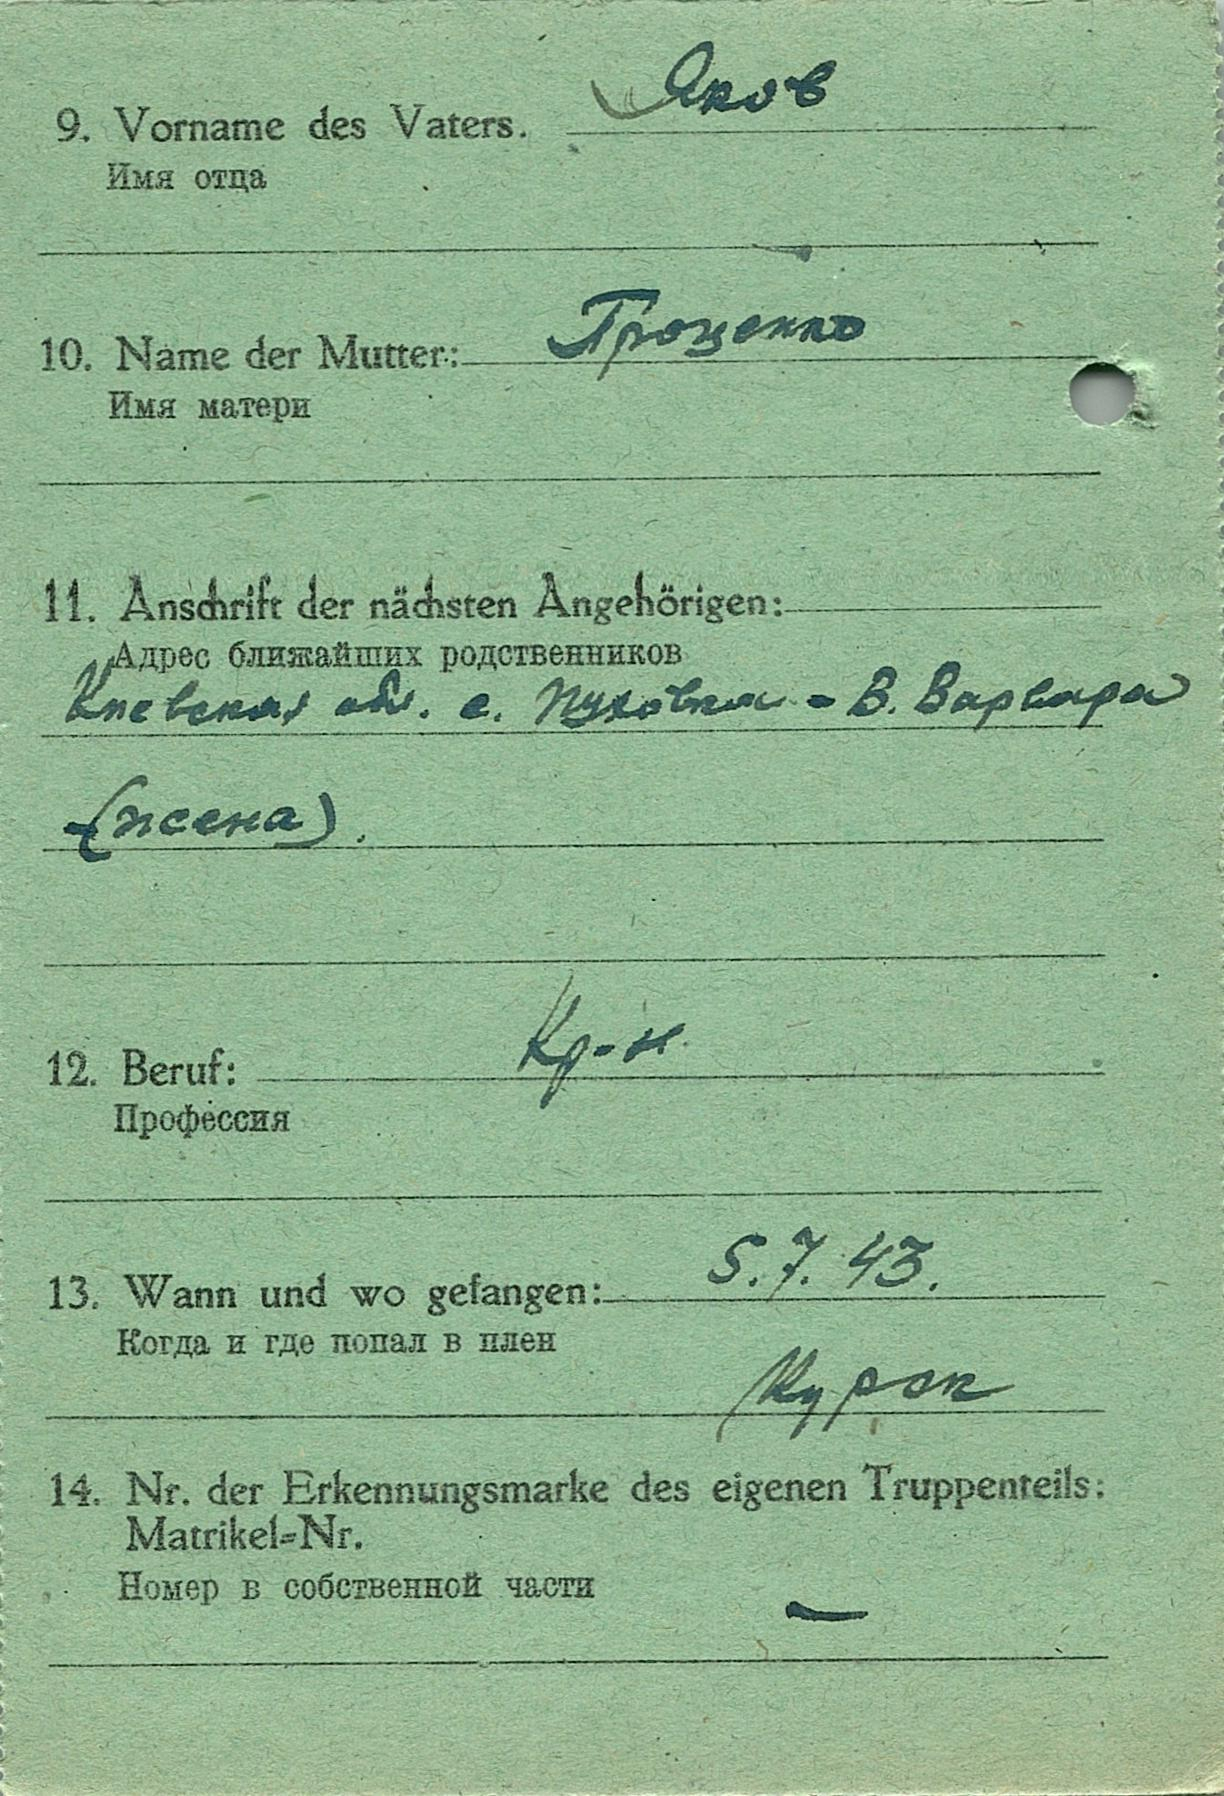 9. Vorname des Vaters. Яков
Имя отца
10. Name der Mutter: Проценко
Имя матери
11. Anschrift der nächsten Angehörigen:
Адрес ближайших родственников
Киевская обл. с. Пуховка - В. Варвара
(жена).
12. Beruf: Кр-н
Профессия
13. Wann und wo gefangen: 5.7.43.
Когда и где попал в плен
Курск
14. Nr. der Erkennungsmarke des eigenen Truppenteils:
Matrikel=Nr.
Номер в собственной части
—